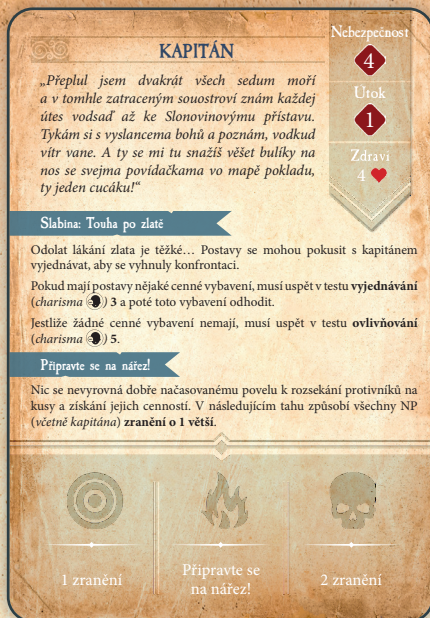 KAPITÁN
Nebezpečnost
4
Útok
1
Zdraví
4
„Přeplul jsem dvakrát všech sedum moří
a v tomhle zatraceným souostroví znám každej
útes vodsaď až ke Slonovinovýmu přístavu.
Tykám si s vyslancema bohů a poznám, vodkud
vítr vane. A ty se mi tu snažíš věšet bulíky na
nos se svejma povídačkama vo mapě pokladu,
ty jeden cucáku!“
Slabina: Touha po zlatě
Odolat lákání zlata je těžké… Postavy se mohou pokusit s kapitánem
vyjednávat, aby se vyhnuly konfrontaci.
Pokud mají postavy nějaké cenné vybavení, musí uspět v testu vyjednávání
(charisma) 3 a poté toto vybavení odhodit.
Jestliže žádné cenné vybavení nemají, musí uspět v testu ovlivňování
(charisma) 5.
Připravte se na nářez!
Nic se nevyrovná dobře načasovanému povelu k rozsekání protivníků na
kusy a získání jejich cenností. V následujícím tahu způsobí všechny NP
(včetně kapitána) zranění o 1 větší.
1 zranění
Připravte se
na nářez!
2 zranění